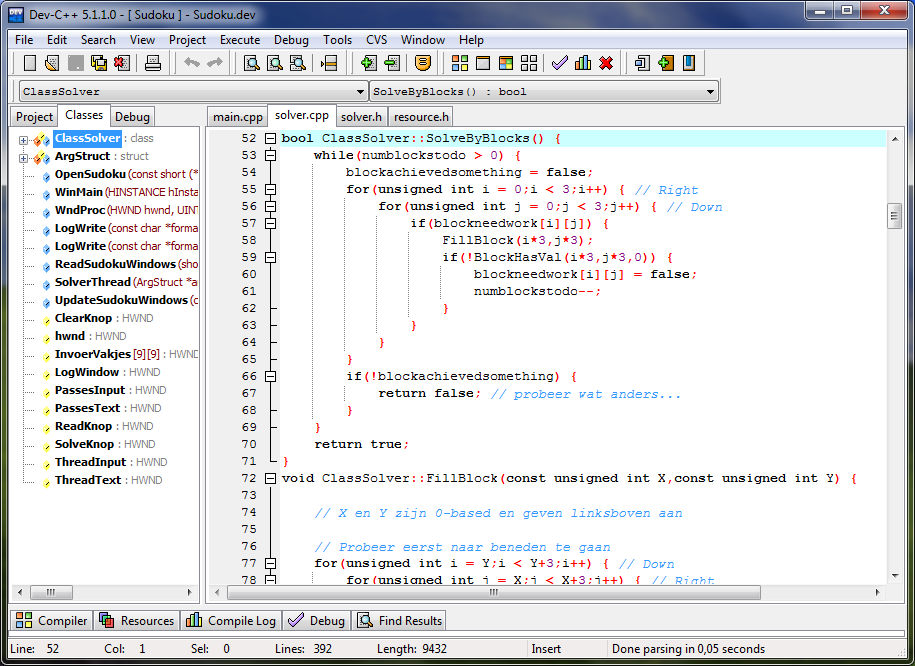 Dev-C++ 5.1.1.0 - [ Sudoku ] - Sudoku.dev
File Edit Search View Project Execute Debug Tools CVS Window Help
ClassSolver SolveByBlocks() : bool
Project Classes Debug
ClassSolver : class
ArgStruct : struct
OpenSudoku (const short (*
WinMain (HINSTANCE hInsta
WndProc (HWND hwnd, UINT
LogWrite (const char *forma
LogWrite (const char *forma
ReadSudokuWindows (sho
SolverThread (ArgStruct *a
UpdateSudokuWindows (c
ClearKnop : HWND
hwnd : HWND
InvoerVakjes [9][9] : HWND
LogWindow : HWND
PassesInput : HWND
PassesText : HWND
ReadKnop : HWND
SolveKnop : HWND
ThreadInput : HWND
ThreadText : HWND
main.cpp solver.cpp solver.h resource.h
52 bool ClassSolver::SolveByBlocks() {
53 while(numblockstodo > 0) {
54 blockachievedsomething = false;
55 for(unsigned int i = 0;i < 3;i++) { // Right
56 for(unsigned int j = 0;j < 3;j++) { // Down
57 if(blockneedwork[i][j]) {
58 FillBlock(i*3,j*3);
59 if(!BlockHasVal(i*3,j*3,0)) {
60 blockneedwork[i][j] = false;
61 numblockstodo--;
62 }
63 }
64 }
65 }
66 if(!blockachievedsomething) {
67 return false; // probeer wat anders...
68 }
69 }
70 return true;
71 }
72 void ClassSolver::FillBlock(const unsigned int X,const unsigned int Y) {
73
74 // X en Y zijn 0-based en geven linksboven aan
75
76 // Probeer eerst naar beneden te gaan
77 for(unsigned int i = Y;i < Y+3;i++) { // Down
78 for(unsigned int j = X;j < X+3;j++) { // Right
Compiler Resources Compile Log Debug Find Results
Line: 52 Col: 1 Sel: 0 Lines: 392 Length: 9432 Insert Done parsing in 0,05 seconds